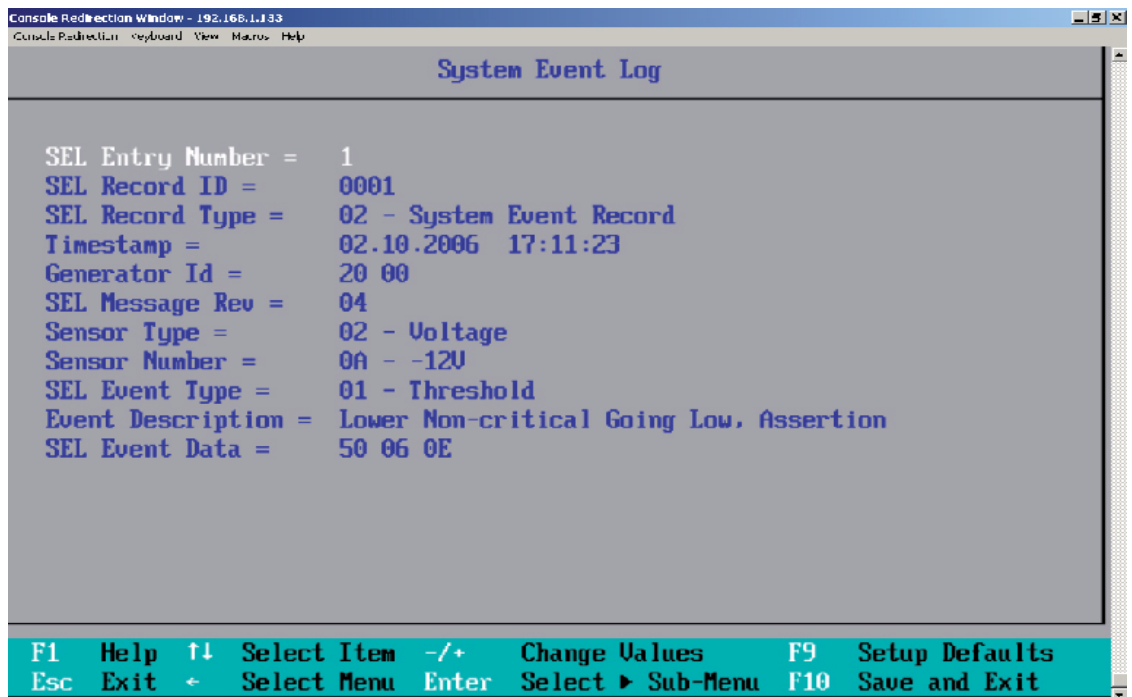 Console Redirection Window - 192.168.1.133
Console Redirection Keyboard View Macros Help
System Event Log
SEL Entry Number = 1
SEL Record ID = 0001
SEL Record Type = 02 - System Event Record
Timestamp = 02.10.2006 17:11:23
Generator Id = 20 00
SEL Message Rev = 04
Sensor Type = 02 - Voltage
Sensor Number = 0A - -12V
SEL Event Type = 01 - Threshold
Event Description = Lower Non-critical Going Low, Assertion
SEL Event Data = 50 06 0E
F1 Help ↑↓ Select Item -/+ Change Values F9 Setup Defaults
Esc Exit ← Select Menu Enter Select ▶ Sub-Menu F10 Save and Exit